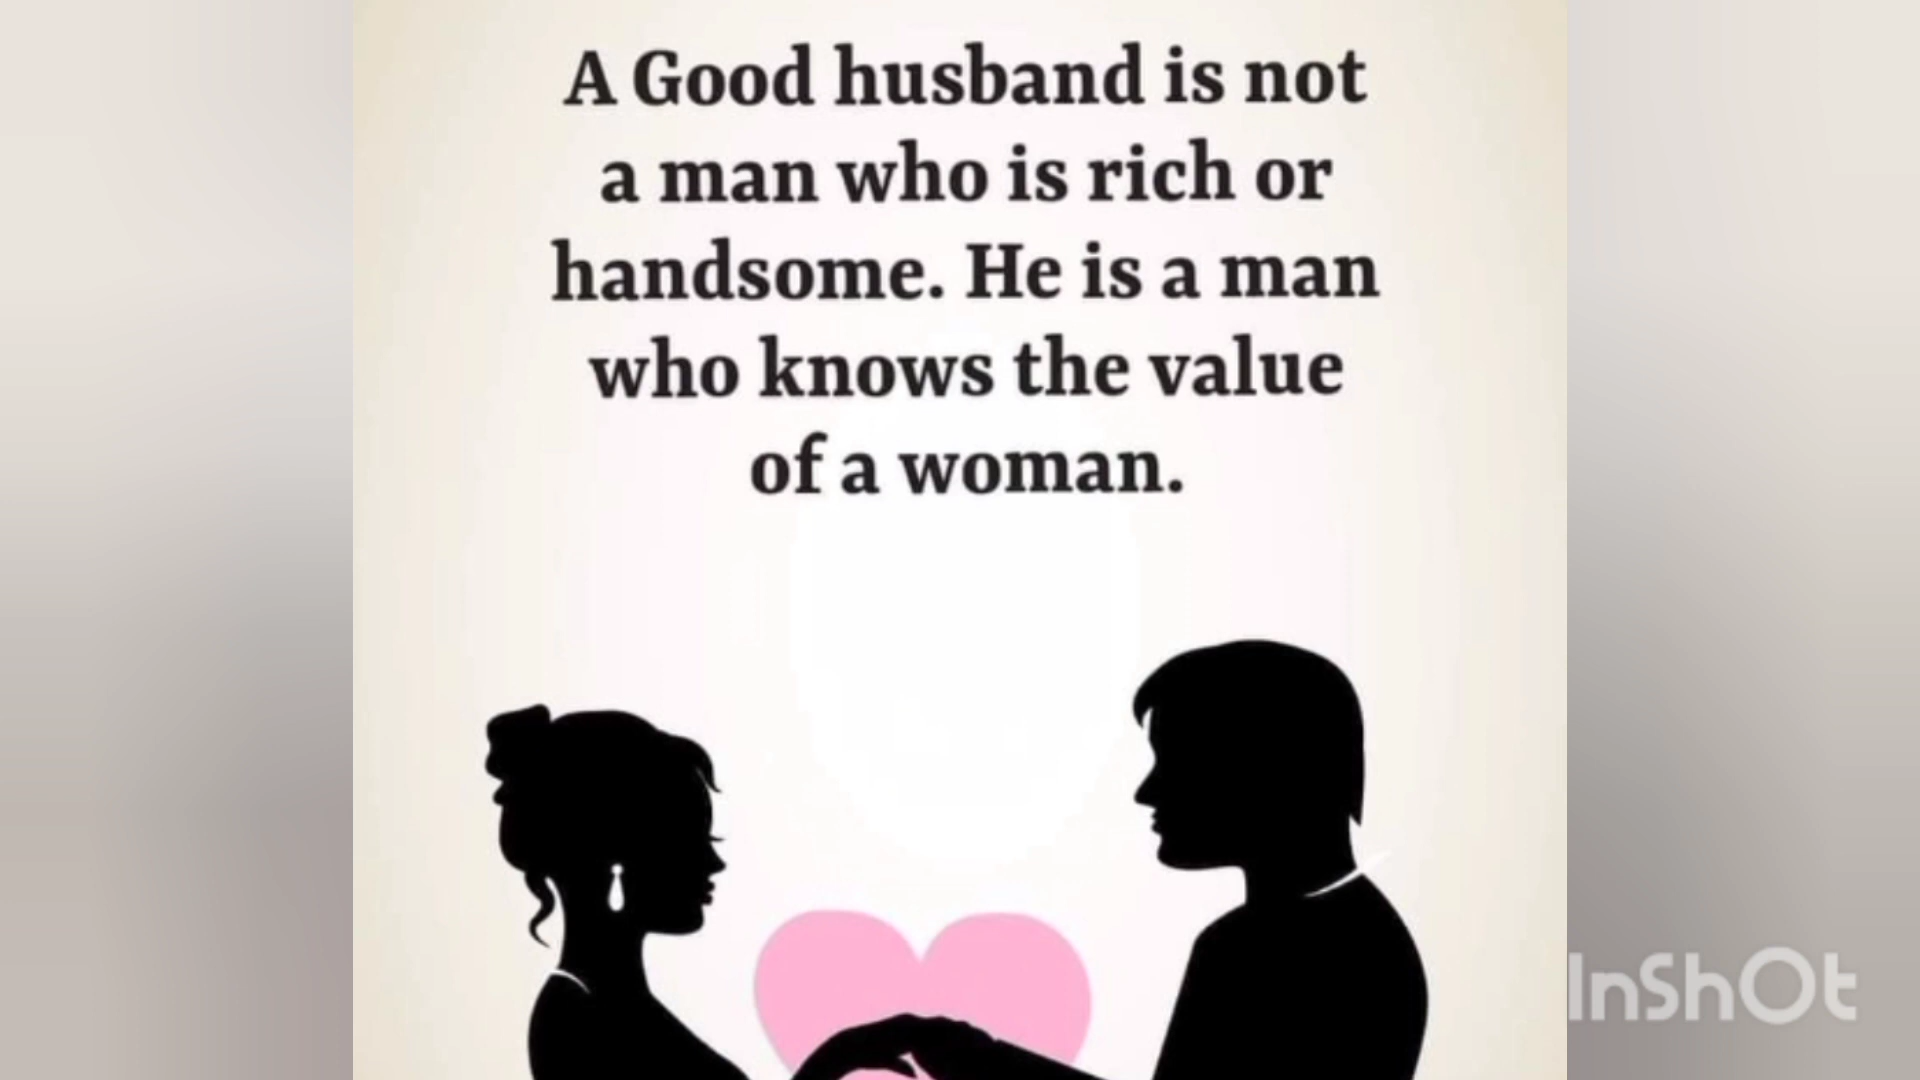 A Good husband is not
a man who is rich or
handsome. He is a man
who knows the value
of a woman.
InShOt